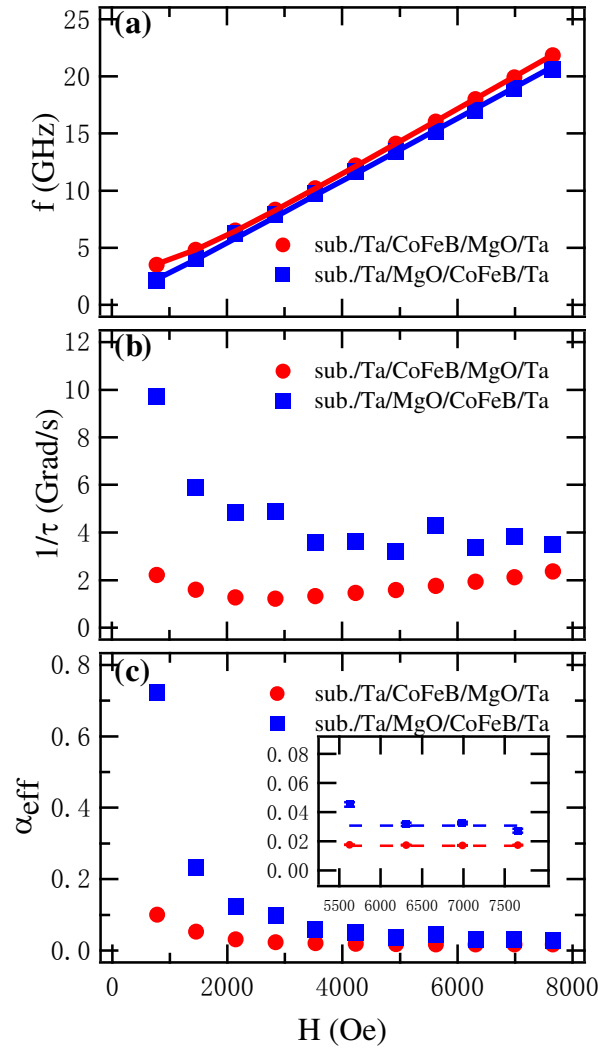 (a)
25
20
15
10
5
0
f (GHz)
sub./Ta/CoFeB/MgO/Ta
sub./Ta/MgO/CoFeB/Ta
(b)
12
10
8
6
4
2
0
1/τ (Grad/s)
sub./Ta/CoFeB/MgO/Ta
sub./Ta/MgO/CoFeB/Ta
(c)
0.8
0.6
0.4
0.2
0.0
αeff
sub./Ta/CoFeB/MgO/Ta
sub./Ta/MgO/CoFeB/Ta
0.08
0.06
0.04
0.02
0.00
5500 6000 6500 7000 7500
0 2000 4000 6000 8000
H (Oe)